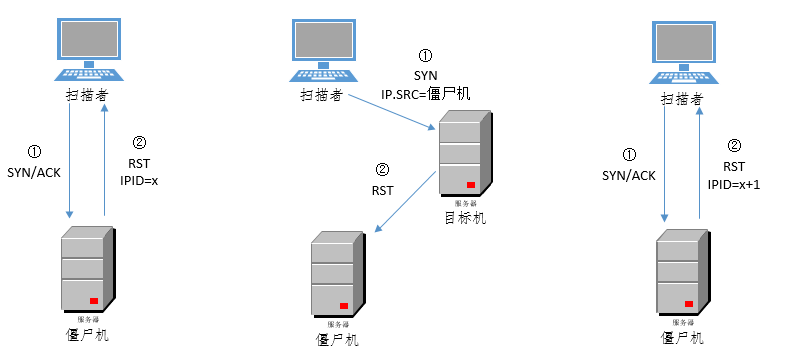 扫描者
①
SYN/ACK
②
RST
IPID=x
服务器
僵尸机
扫描者
①
SYN
IP.SRC=僵尸机
服务器
目标机
②
RST
服务器
僵尸机
扫描者
①
SYN/ACK
②
RST
IPID=x+1
服务器
僵尸机